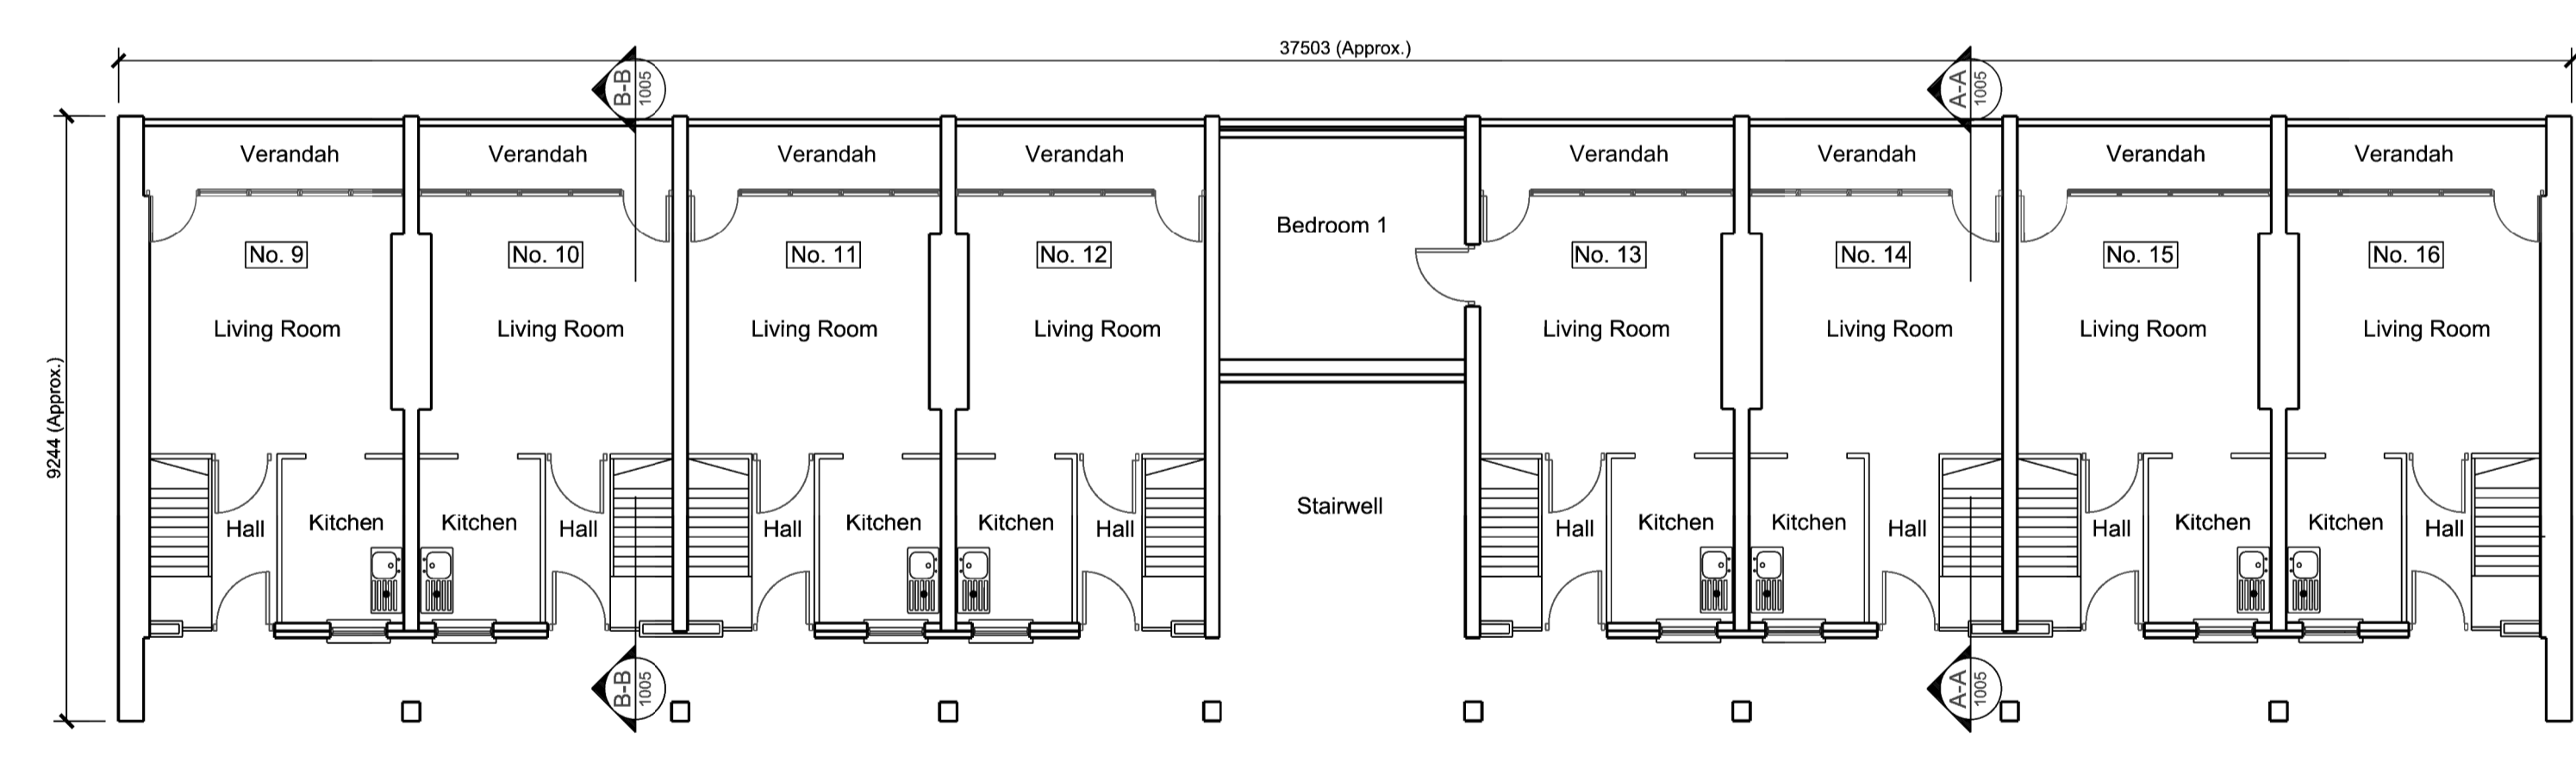 37503 (Approx.)
B-B
1005
A-A
1005
Verandah Verandah Verandah Verandah Verandah Verandah Verandah Verandah
Bedroom 1
No. 9 No. 10 No. 11 No. 12 No. 13 No. 14 No. 15 No. 16
Living Room Living Room Living Room Living Room Living Room Living Room Living Room Living Room
9244 (Approx.)
Stairwell
Hall Kitchen Kitchen Hall Hall Kitchen Kitchen Hall Hall Kitchen Kitchen Hall Hall Kitchen Kitchen Hall
B-B
1005
A-A
1005